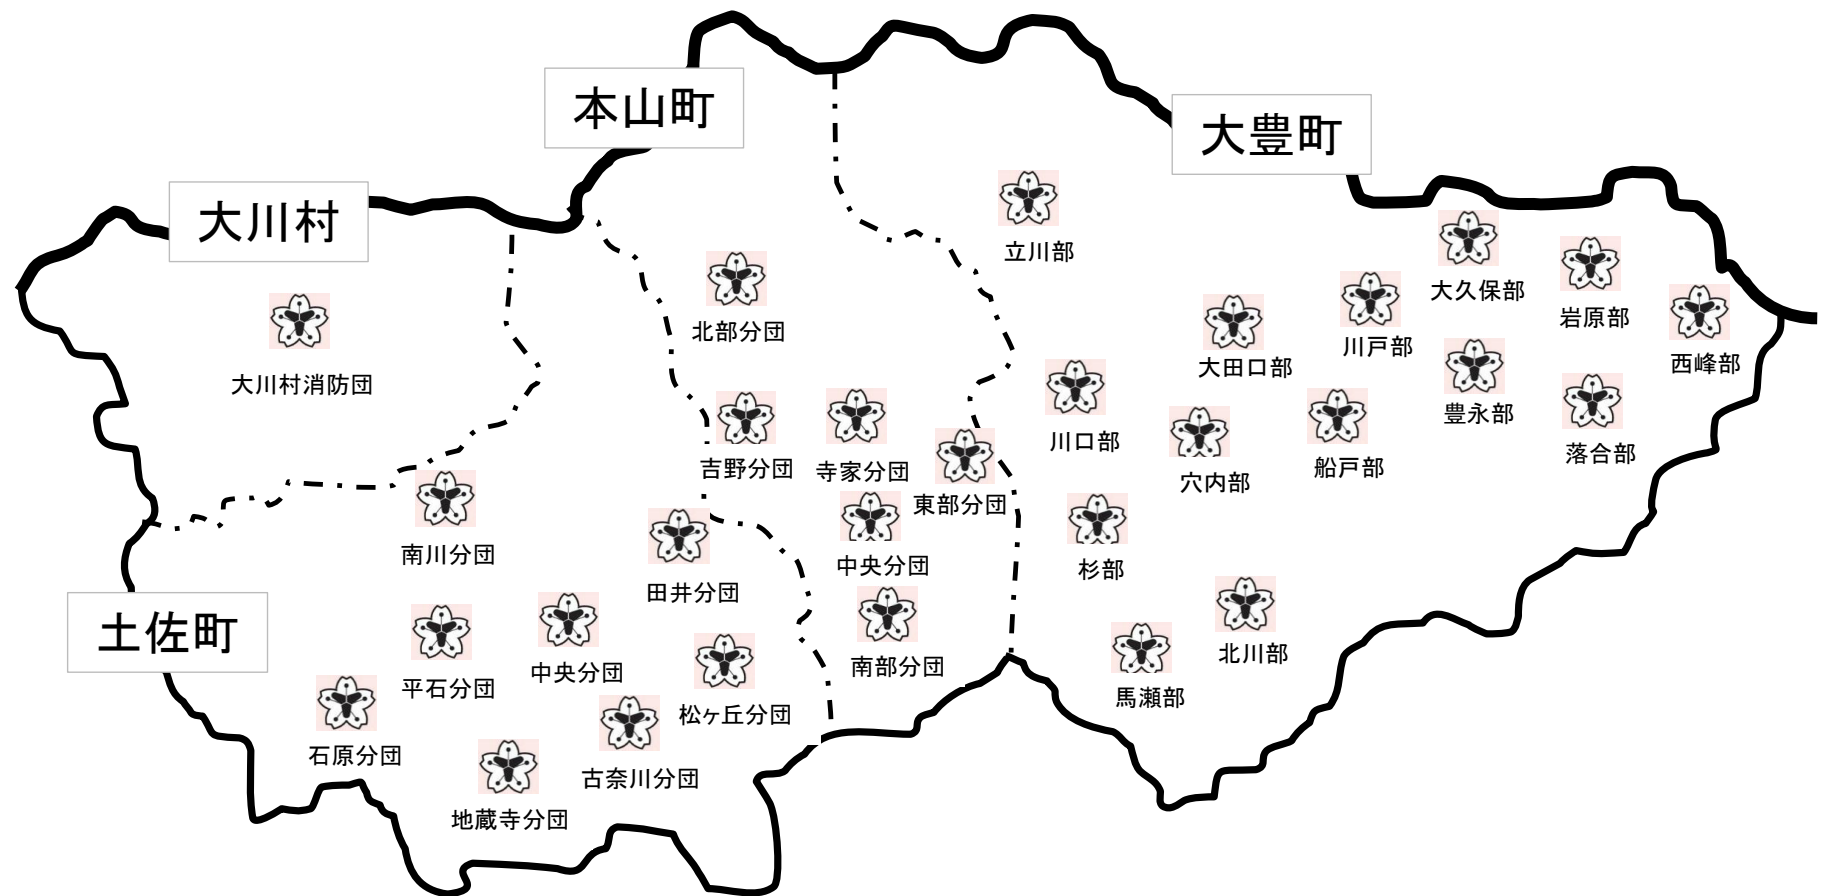 本山町
大豊町
大川村
立川部
大久保部
岩原部
北部分団
川戸部
西峰部
大田口部
大川村消防団
豊永部
川口部
落合部
吉野分団
寺家分団
船戸部
穴内部
東部分団
南川分団
中央分団
杉部
田井分団
土佐町
北川部
南部分団
中央分団
平石分団
馬瀬部
松ヶ丘分団
石原分団
古奈川分団
地蔵寺分団